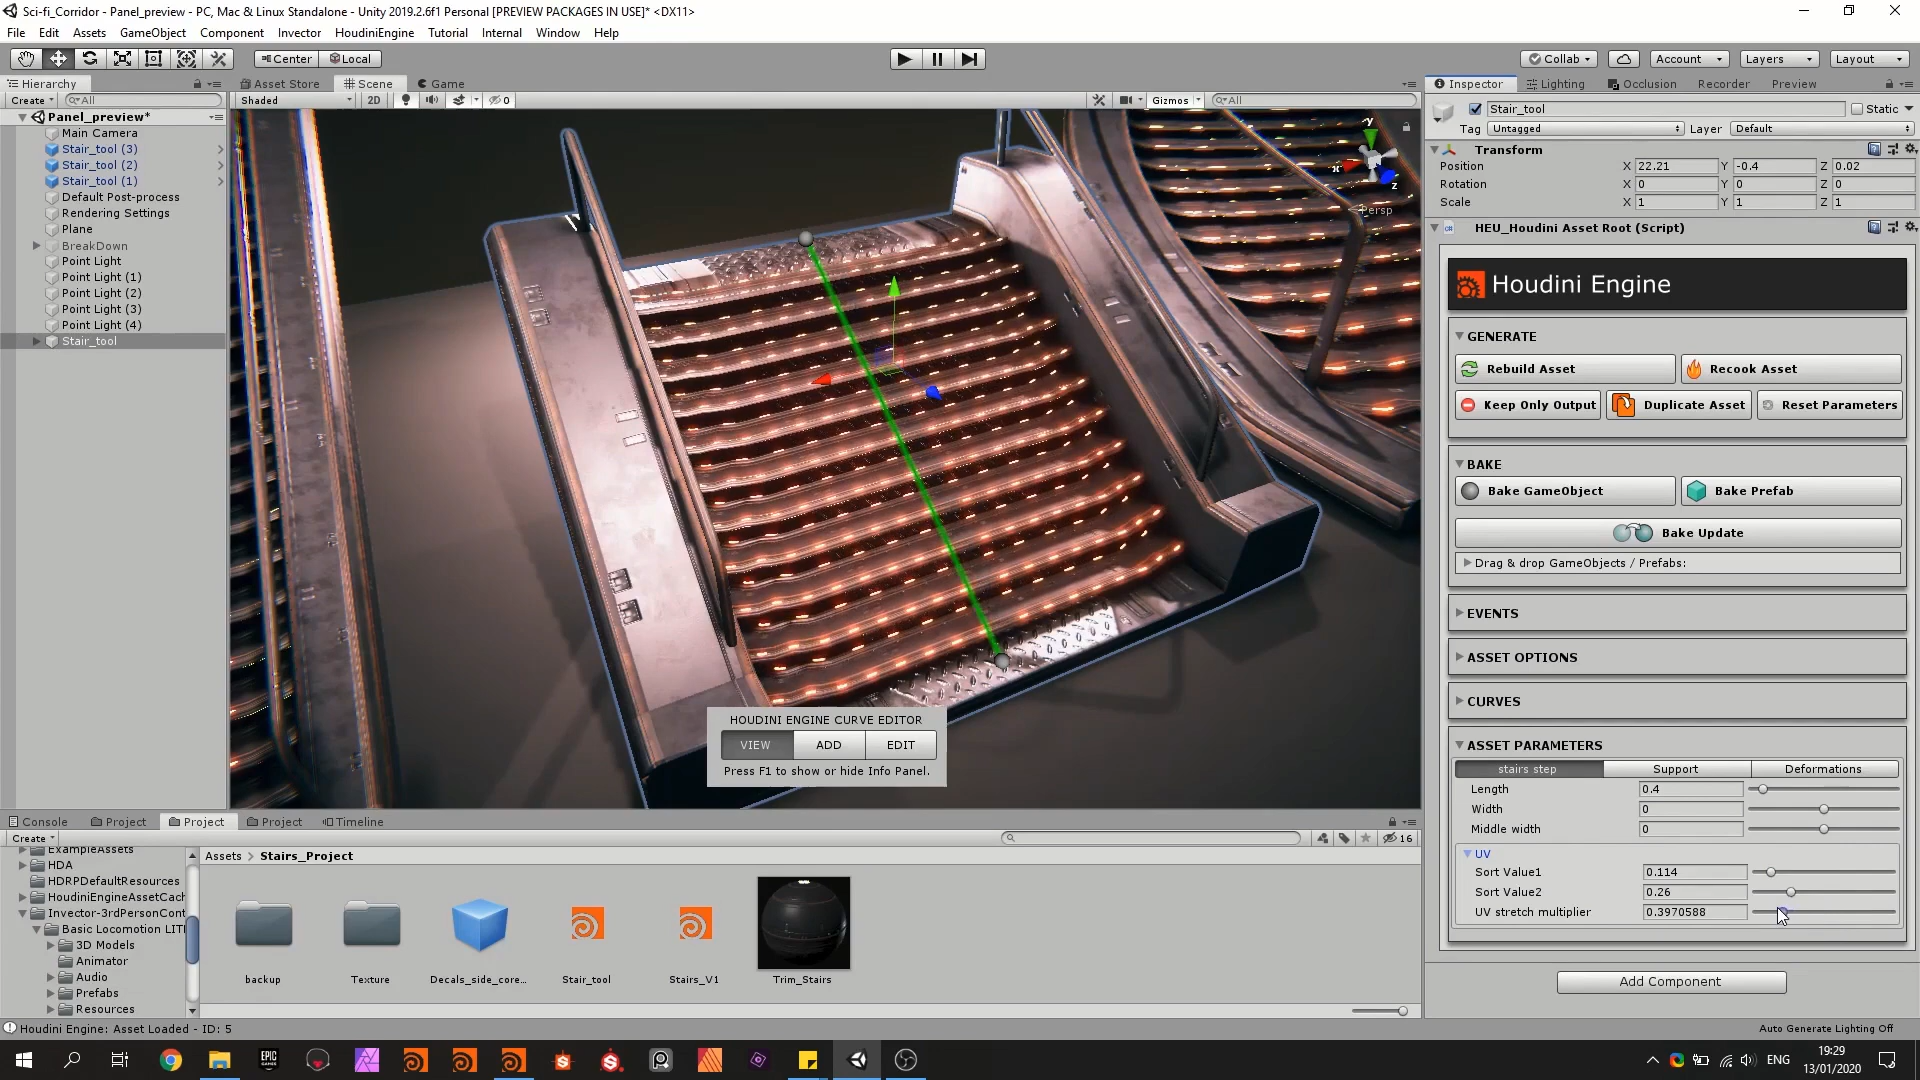 Sci-fi_Corridor - Panel_preview - PC, Mac & Linux Standalone - Unity 2019.2.6f1 Personal [PREVIEW PACKAGES IN USE]* <DX11>
File Edit Assets GameObject Component Invector HoudiniEngine Tutorial Internal Window Help
Center Local Collab Account Layers Layout
Hierarchy Asset Store Scene Game Inspector Lighting Occlusion Recorder Preview
Create All Shaded 2D 0 Gizmos All
Panel_preview*
Main Camera
Stair_tool (3)
Stair_tool (2)
Stair_tool (1)
Default Post-process
Rendering Settings
Plane
BreakDown
Point Light
Point Light (1)
Point Light (2)
Point Light (3)
Point Light (4)
Stair_tool
y
x
z
Persp
HOUDINI ENGINE CURVE EDITOR
VIEW ADD EDIT
Press F1 to show or hide Info Panel.
Stair_tool Static
Tag Untagged Layer Default
Transform
Position X 22.21 Y -0.4 Z 0.02
Rotation X 0 Y 0 Z 0
Scale X 1 Y 1 Z 1
HEU_Houdini Asset Root (Script)
Houdini Engine
GENERATE
Rebuild Asset Recook Asset
Keep Only Output Duplicate Asset Reset Parameters
BAKE
Bake GameObject Bake Prefab
Bake Update
Drag & drop GameObjects / Prefabs:
EVENTS
ASSET OPTIONS
CURVES
ASSET PARAMETERS
stairs step Support Deformations
Length 0.4
Width 0
Middle width 0
UV
Sort Value1 0.114
Sort Value2 0.26
UV stretch multiplier 0.3970588
Add Component
Console Project Project Project Timeline
Create 16
ExampleAssets
HDA
HDRPDefaultResources
HoudiniEngineAssetCach
Invector-3rdPersonCont
Basic Locomotion LITI
3D Models
Animator
Audio
Prefabs
Resources
Assets > Stairs_Project
backup Texture Decals_side_core... Stair_tool Stairs_V1 Trim_Stairs
Houdini Engine: Asset Loaded - ID: 5
Auto Generate Lighting Off
EPIC GAMES
ENG
19:29
13/01/2020